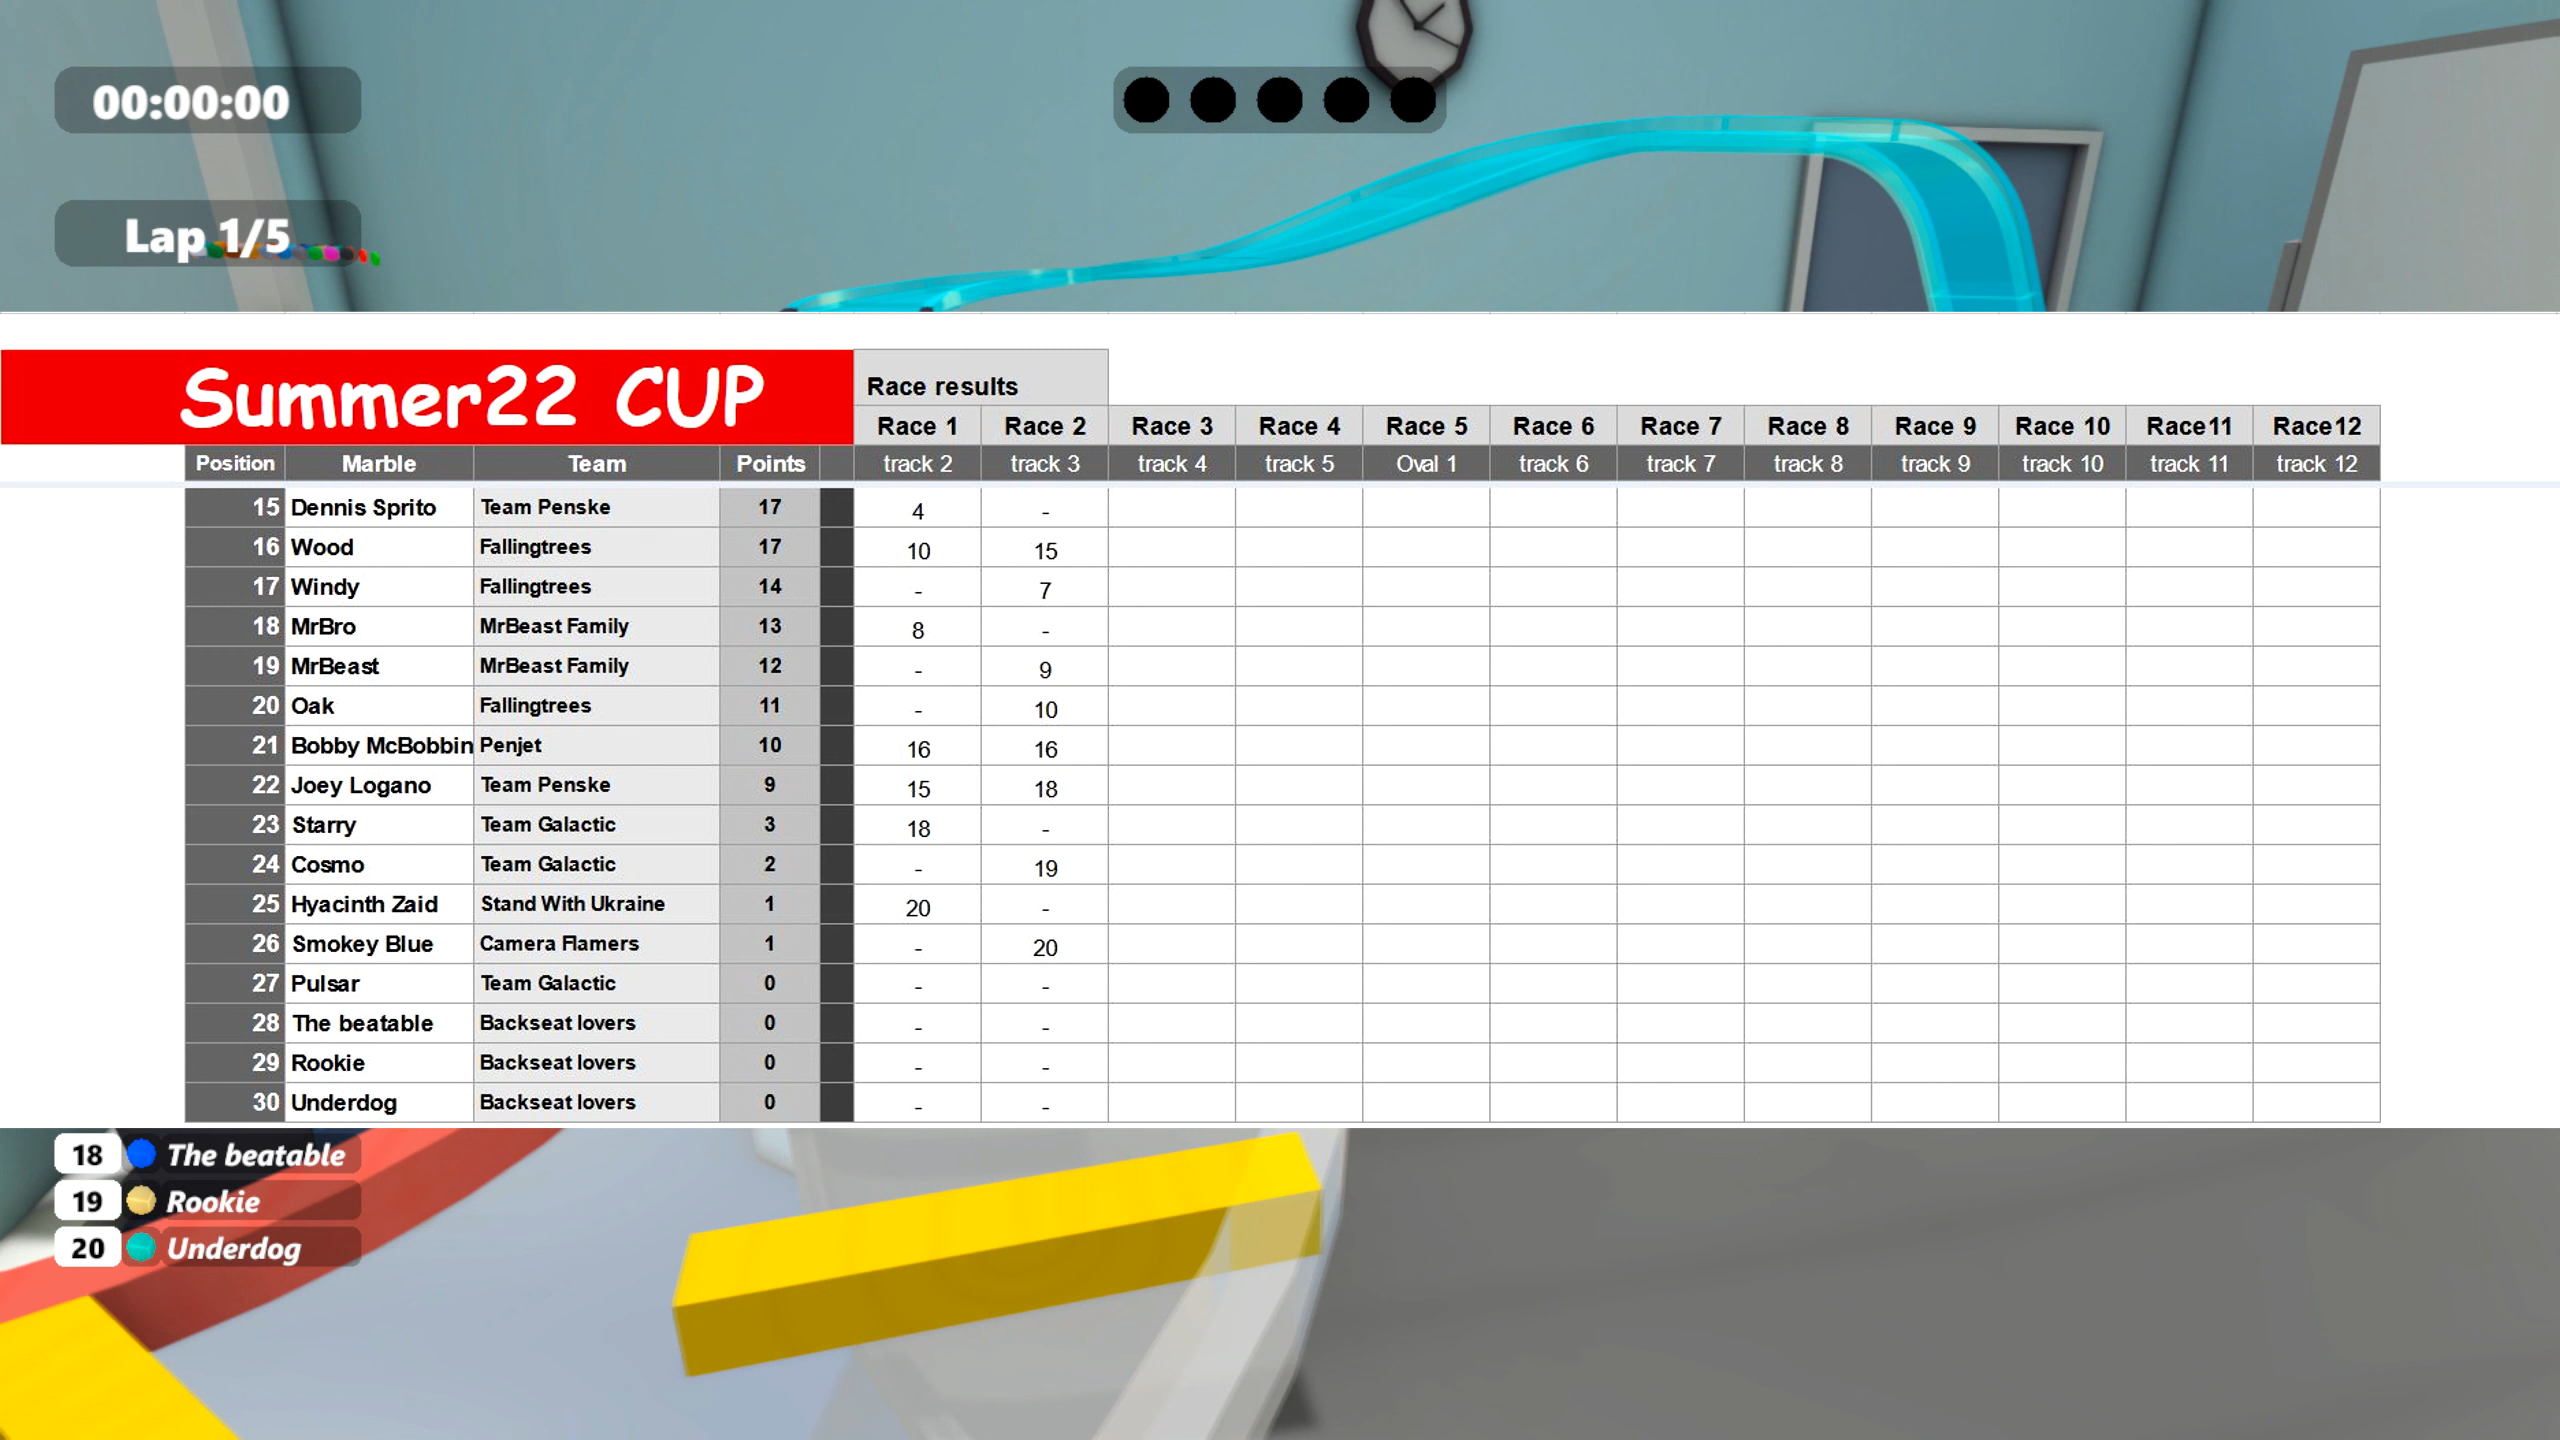 00:00:00
Lap 1/5
Summer22 CUP
Race results
Race 1 Race 2 Race 3 Race 4 Race 5 Race 6 Race 7 Race 8 Race 9 Race 10 Race11 Race12
Position Marble Team Points track 2 track 3 track 4 track 5 Oval 1 track 6 track 7 track 8 track 9 track 10 track 11 track 12
15 Dennis Sprito Team Penske 17 4 -
16 Wood Fallingtrees 17 10 15
17 Windy Fallingtrees 14 - 7
18 MrBro MrBeast Family 13 8 -
19 MrBeast MrBeast Family 12 - 9
20 Oak Fallingtrees 11 - 10
21 Bobby McBobbin Penjet 10 16 16
22 Joey Logano Team Penske 9 15 18
23 Starry Team Galactic 3 18 -
24 Cosmo Team Galactic 2 - 19
25 Hyacinth Zaid Stand With Ukraine 1 20 -
26 Smokey Blue Camera Flamers 1 - 20
27 Pulsar Team Galactic 0 - -
28 The beatable Backseat lovers 0 - -
29 Rookie Backseat lovers 0 - -
30 Underdog Backseat lovers 0 - -
18 The beatable
19 Rookie
20 Underdog